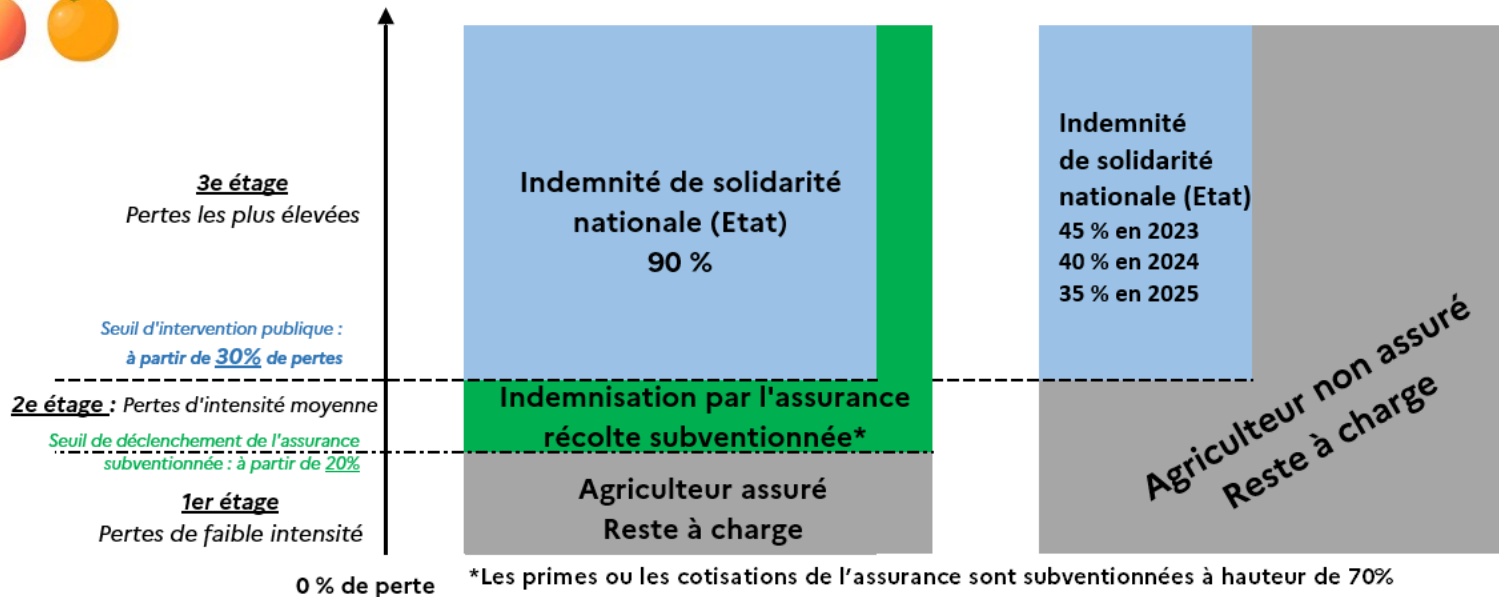 3e étage
Pertes les plus élevées
Seuil d'intervention publique :
à partir de 30% de pertes
2e étage : Pertes d'intensité moyenne
Seuil de déclenchement de l'assurance
subventionnée : à partir de 20%
1er étage
Pertes de faible intensité
0 % de perte
Indemnité de solidarité
nationale (Etat)
90 %
Indemnisation par l'assurance
récolte subventionnée*
Agriculteur assuré
Reste à charge
Indemnité
de solidarité
nationale (Etat)
45 % en 2023
40 % en 2024
35 % en 2025
Agriculteur non assuré
Reste à charge
*Les primes ou les cotisations de l’assurance sont subventionnées à hauteur de 70%